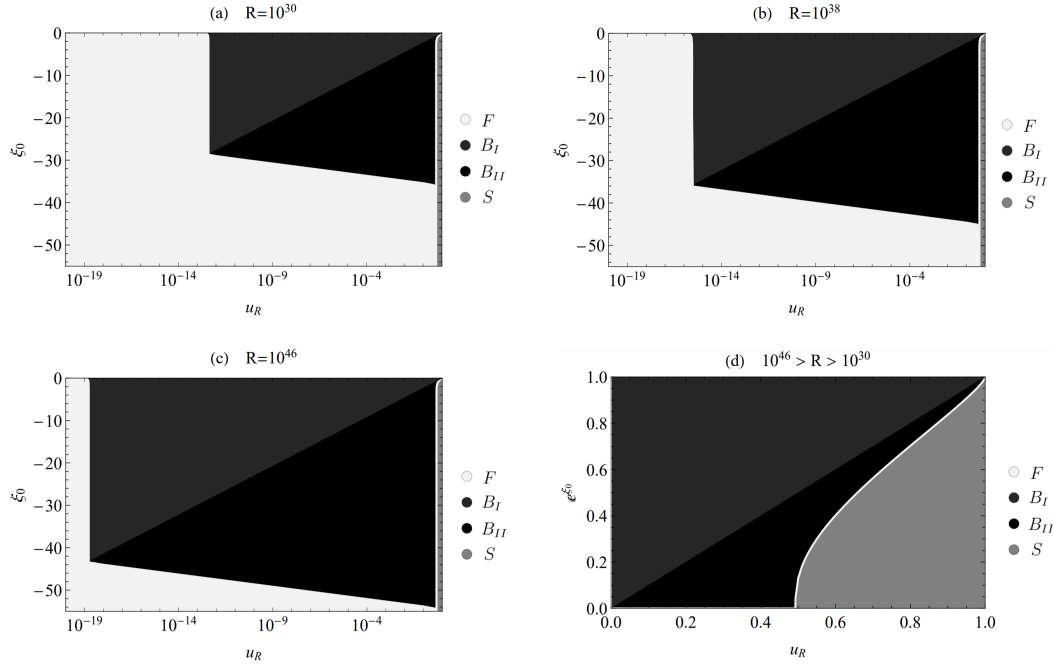 (a) R=10^30
0
−10
−20
−30
−40
−50
ξ0
10^−19
10^−14
10^−9
10^−4
u_R
F
B_I
B_II
S
(b) R=10^38
0
−10
−20
−30
−40
−50
ξ0
10^−19
10^−14
10^−9
10^−4
u_R
F
B_I
B_II
S
(c) R=10^46
0
−10
−20
−30
−40
−50
ξ0
10^−19
10^−14
10^−9
10^−4
u_R
F
B_I
B_II
S
(d) 10^46 > R > 10^30
1.0
0.8
0.6
0.4
0.2
0.0
e^ξ0
0.0
0.2
0.4
0.6
0.8
1.0
u_R
F
B_I
B_II
S